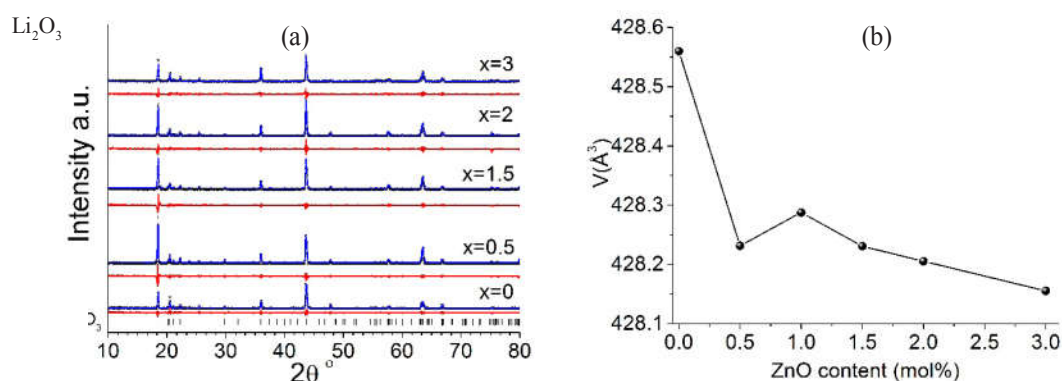 Li₂O₃
(a)
x=3
x=2
x=1.5
x=0.5
x=0
Intensity a.u.
O₃
10 20 30 40 50 60 70 80
2θ °
(b)
428.6
428.5
428.4
428.3
428.2
428.1
V(Å³)
0.0 0.5 1.0 1.5 2.0 2.5 3.0
ZnO content (mol%)